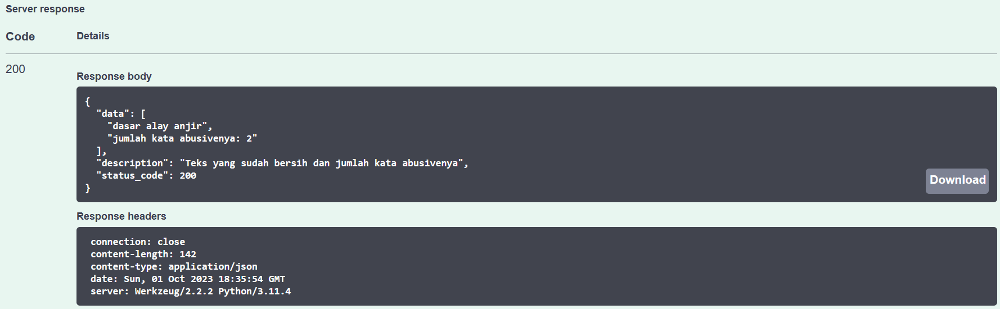 Server response
Code Details
200
Response body
{
  "data": [
    "dasar alay anjir",
    "jumlah kata abusivenya: 2"
  ],
  "description": "Teks yang sudah bersih dan jumlah kata abusivenya",
  "status_code": 200
}
Download
Response headers
connection: close
content-length: 142
content-type: application/json
date: Sun, 01 Oct 2023 18:35:54 GMT
server: Werkzeug/2.2.2 Python/3.11.4